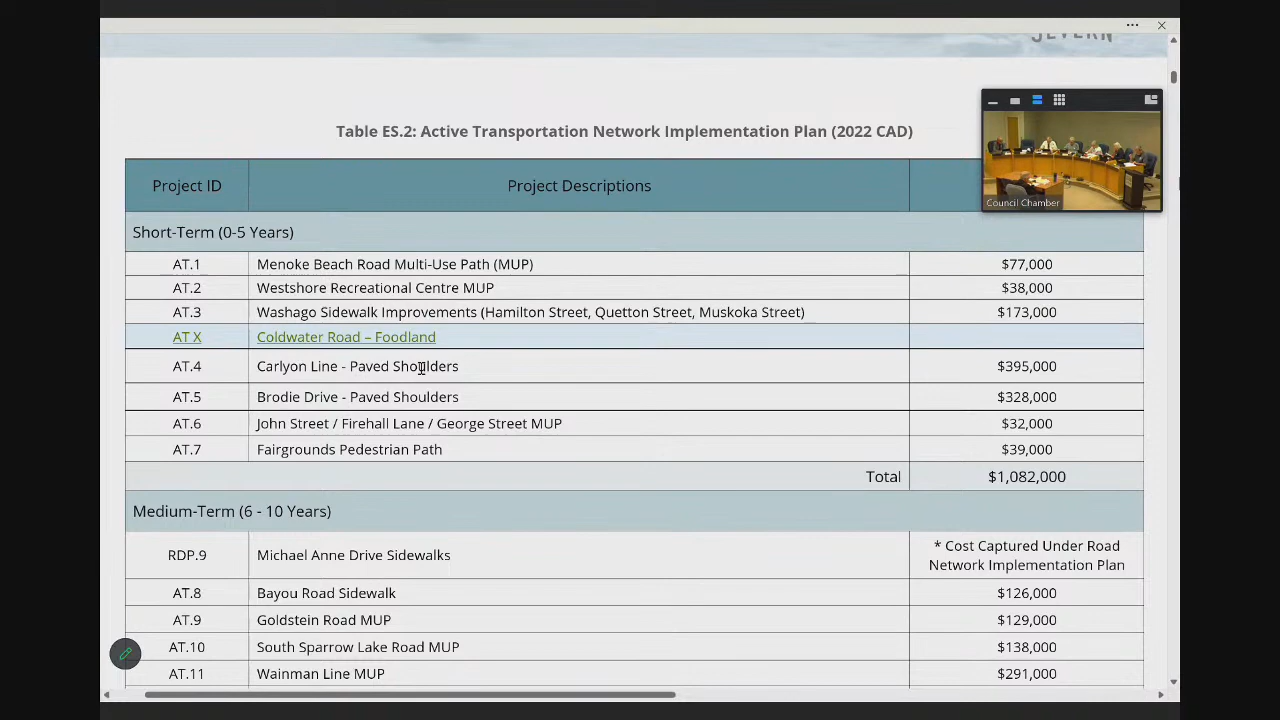 SEVERN
Table ES.2: Active Transportation Network Implementation Plan (2022 CAD)
Project ID Project Descriptions
Council Chamber
Short-Term (0-5 Years)
AT.1 Menoke Beach Road Multi-Use Path (MUP) $77,000
AT.2 Westshore Recreational Centre MUP $38,000
AT.3 Washago Sidewalk Improvements (Hamilton Street, Quetton Street, Muskoka Street) $173,000
AT X Coldwater Road – Foodland
AT.4 Carlyon Line - Paved Shoulders $395,000
AT.5 Brodie Drive - Paved Shoulders $328,000
AT.6 John Street / Firehall Lane / George Street MUP $32,000
AT.7 Fairgrounds Pedestrian Path $39,000
Total $1,082,000
Medium-Term (6 - 10 Years)
RDP.9 Michael Anne Drive Sidewalks * Cost Captured Under Road
Network Implementation Plan
AT.8 Bayou Road Sidewalk $126,000
AT.9 Goldstein Road MUP $129,000
AT.10 South Sparrow Lake Road MUP $138,000
AT.11 Wainman Line MUP $291,000